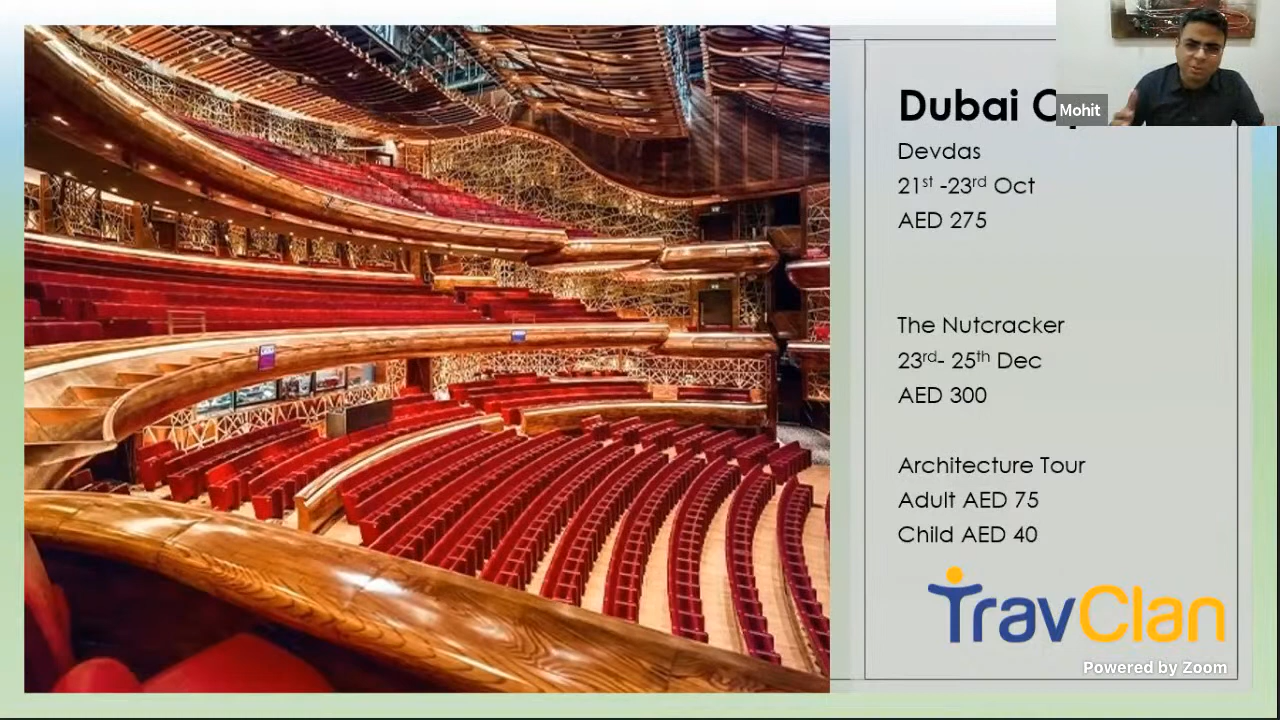 Dubai
Mohit
Devdas
21st -23rd Oct
AED 275
The Nutcracker
23rd- 25th Dec
AED 300
Architecture Tour
Adult AED 75
Child AED 40
TravClan
Powered by Zoom